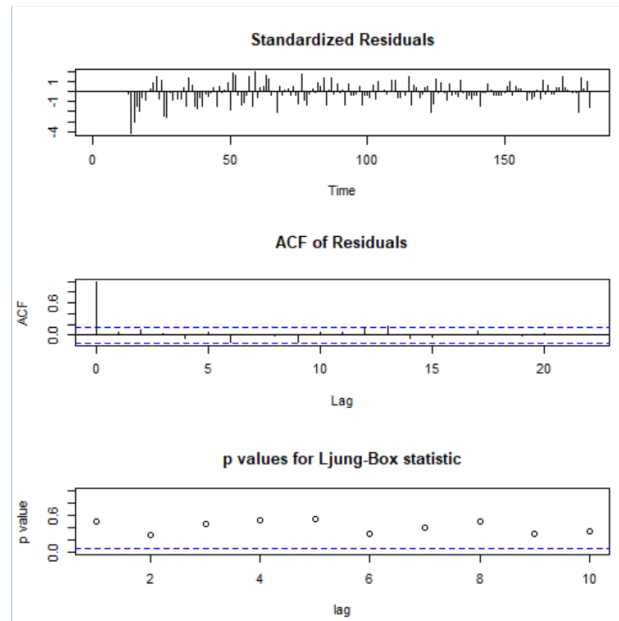 Standardized Residuals
1
-1
-4
0 50 100 150
Time
ACF of Residuals
ACF
0.6
0.0
0 5 10 15 20
Lag
p values for Ljung-Box statistic
p value
0.6
0.0
2 4 6 8 10
lag